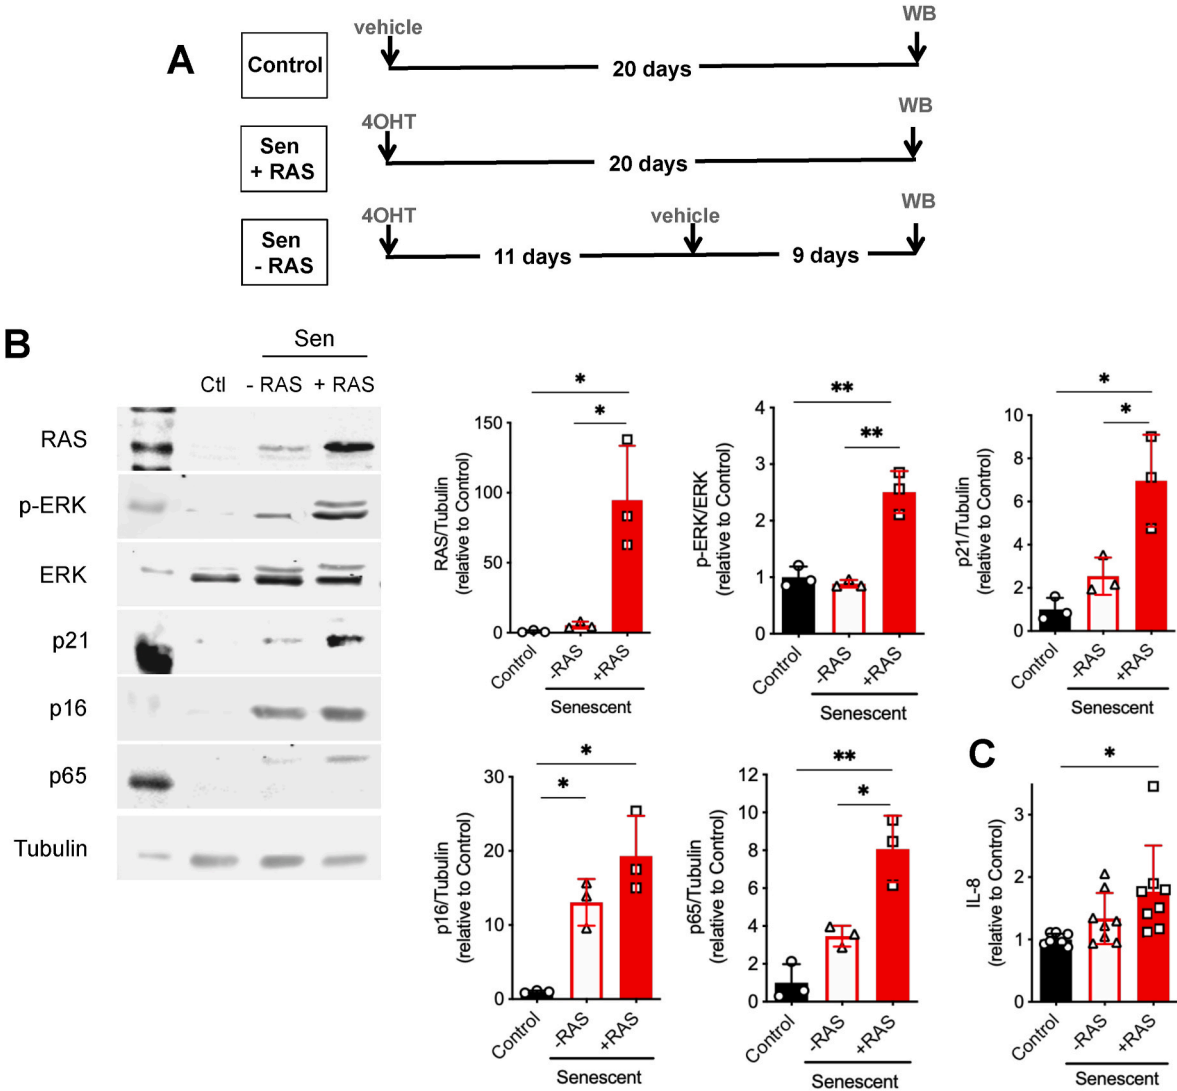 A
Control
vehicle
20 days
WB
Sen
+ RAS
4OHT
20 days
WB
Sen
- RAS
4OHT
11 days
vehicle
9 days
WB
B
Sen
Ctl
- RAS
+ RAS
RAS
p-ERK
ERK
p21
p16
p65
Tubulin
RAS/Tubulin
(relative to Control)
150
100
50
0
*
*
Control
-RAS
+RAS
Senescent
p-ERK/ERK
(relative to Control)
4
3
2
1
0
**
**
Control
-RAS
+RAS
Senescent
p21/Tubulin
(relative to Control)
10
8
6
4
2
0
*
*
Control
-RAS
+RAS
Senescent
p16/Tubulin
(relative to Control)
30
20
10
0
*
*
Control
-RAS
+RAS
Senescent
p65/Tubulin
(relative to Control)
12
10
8
6
4
2
0
**
*
Control
-RAS
+RAS
Senescent
C
IL-8
(relative to Control)
3
2
1
0
*
Control
-RAS
+RAS
Senescent